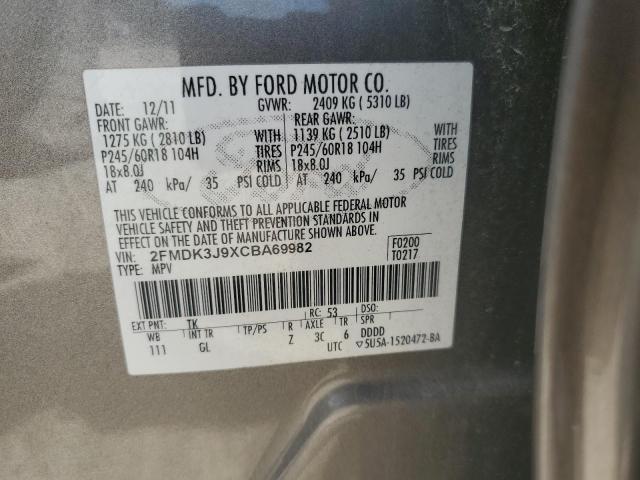 MFD. BY FORD MOTOR CO.
DATE: 12/11 GVWR: 2409 KG ( 5310 LB)
FRONT GAWR: REAR GAWR:
1275 KG ( 2810 LB) WITH 1139 KG ( 2510 LB) WITH
P245/60R18 104H TIRES P245/60R18 104H TIRES
18x8.0J RIMS 18x8.0J RIMS
AT 240 kPa/ 35 PSI COLD AT 240 kPa/ 35 PSI COLD
THIS VEHICLE CONFORMS TO ALL APPLICABLE FEDERAL MOTOR
VEHICLE SAFETY AND THEFT PREVENTION STANDARDS IN
EFFECT ON THE DATE OF MANUFACTURE SHOWN ABOVE.
VIN: 2FMDK3J9XCBA69982 F0200
TYPE: MPV T0217
EXT PNT: TK RC: 53 DSO:
WB INT TR TP/PS R AXLE TR SPR
111 GL Z 3C 6 DDDD
UTC ▽5U5A-1520472-BA